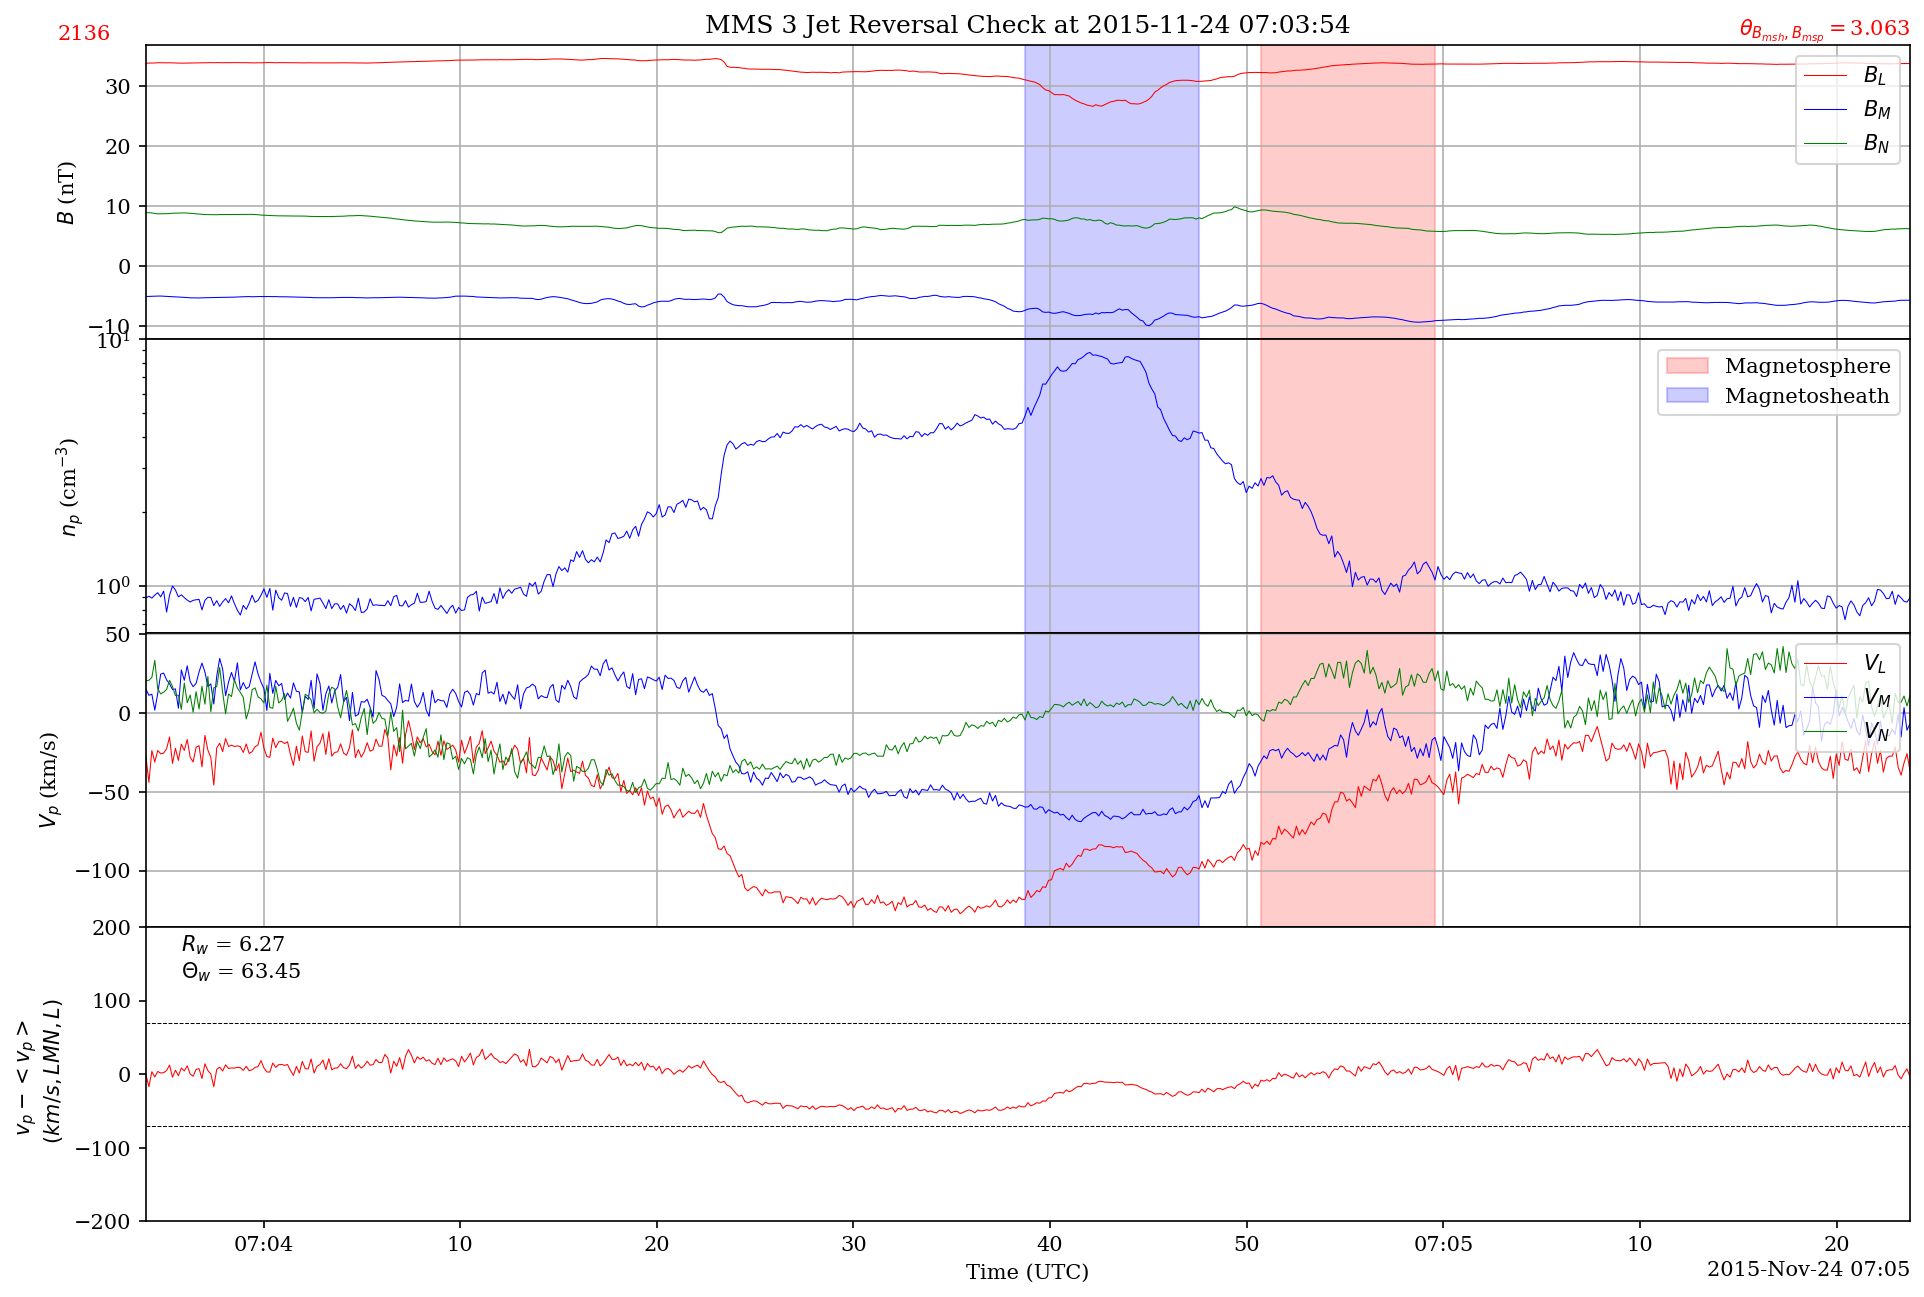 2136
MMS 3 Jet Reversal Check at 2015-11-24 07:03:54
θ_{B_{msh}, B_{msp}} = 3.063
B (nT)
30
20
10
0
−10
B_L
B_M
B_N
n_p (cm^{−3})
10^1
10^0
Magnetosphere
Magnetosheath
V_p (km/s)
50
0
−50
−100
V_L
V_M
V_N
v_p − < v_p >
(km/s, LMN, L)
200
100
0
−100
−200
R_w = 6.27
Θ_w = 63.45
07:04 10 20 30 40 50 07:05 10 20
Time (UTC)
2015-Nov-24 07:05